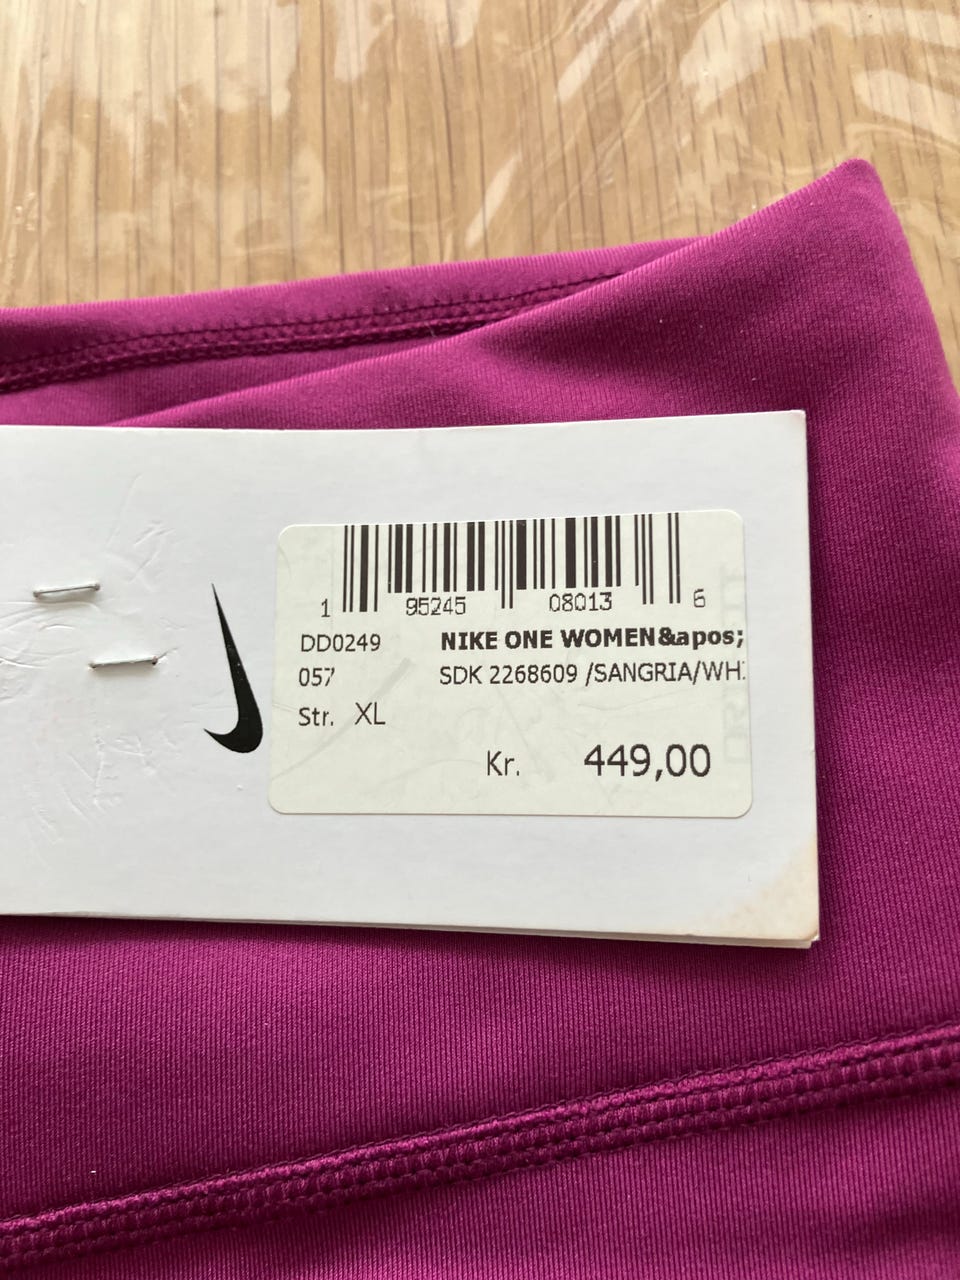 1 95245 08013 6
DD0249 NIKE ONE WOMEN&apos;
057 SDK 2268609 /SANGRIA/WH
Str. XL
Kr. 449,00